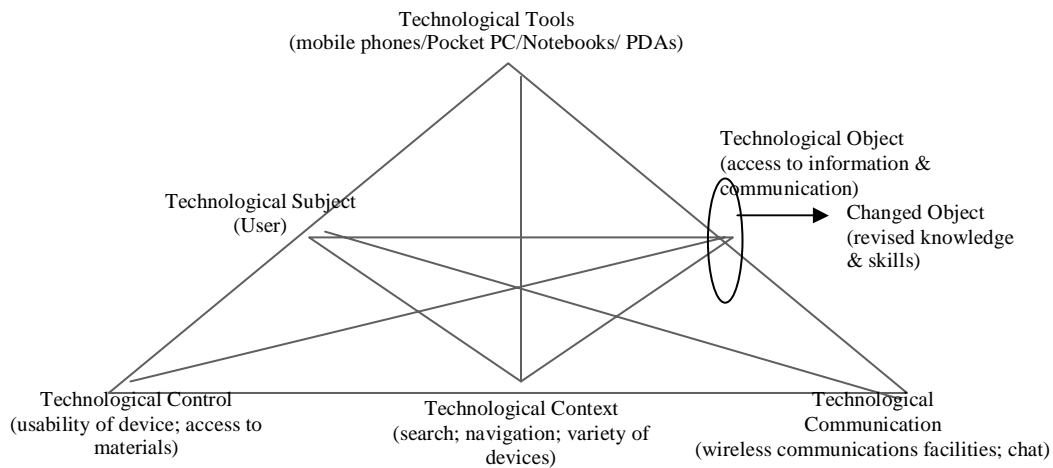 Technological Tools
(mobile phones/Pocket PC/Notebooks/ PDAs)
Technological Object
(access to information &
communication)
Technological Subject
(User)
Changed Object
(revised knowledge
& skills)
Technological Control
(usability of device; access to
materials)
Technological Context
(search; navigation; variety of
devices)
Technological
Communication
(wireless communications facilities; chat)